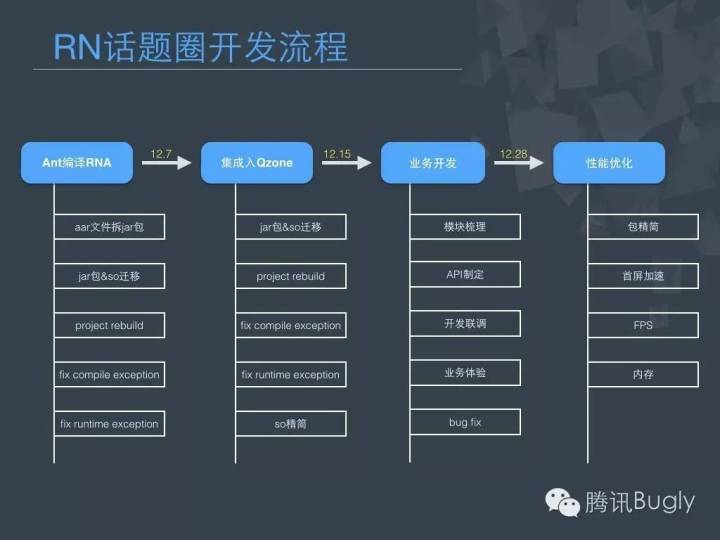 RN话题圈开发流程
Ant编译RNA
12.7
集成入Qzone
12.15
业务开发
12.28
性能优化
aar文件拆jar包
jar包&so迁移
project rebuild
fix compile exception
fix runtime exception
jar包&so迁移
project rebuild
fix compile exception
fix runtime exception
so精简
模块梳理
API制定
开发联调
业务体验
bug fix
包精简
首屏加速
FPS
内存
腾讯Bugly